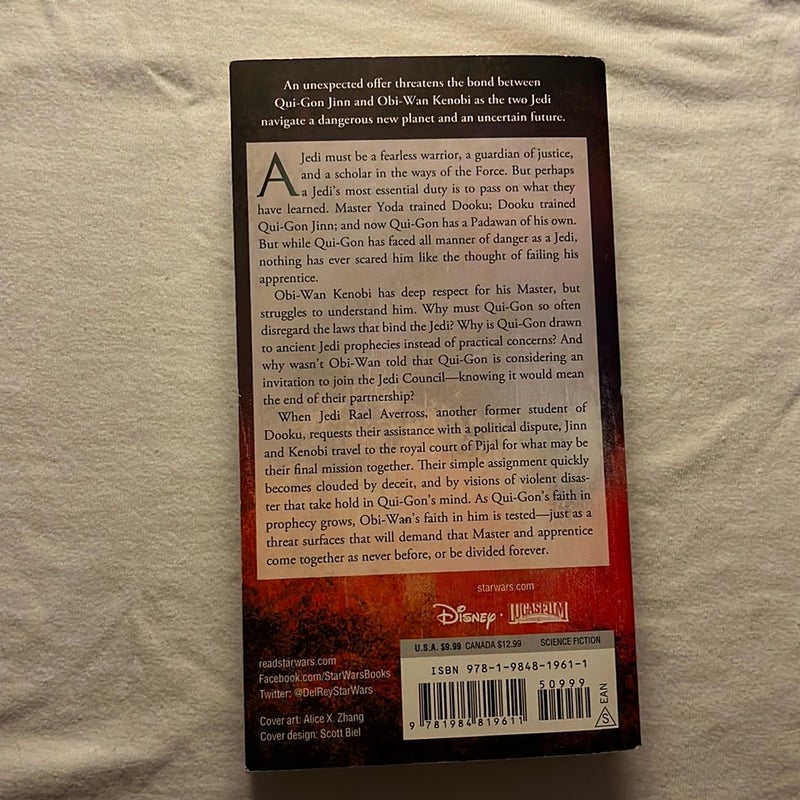 An unexpected offer threatens the bond between
Qui-Gon Jinn and Obi-Wan Kenobi as the two Jedi
navigate a dangerous new planet and an uncertain future.
A Jedi must be a fearless warrior, a guardian of justice,
and a scholar in the ways of the Force. But perhaps
a Jedi's most essential duty is to pass on what they
have learned. Master Yoda trained Dooku; Dooku trained
Qui-Gon Jinn; and now Qui-Gon has a Padawan of his own.
But while Qui-Gon has faced all manner of danger as a Jedi,
nothing has ever scared him like the thought of failing his
apprentice.
Obi-Wan Kenobi has deep respect for his Master, but
struggles to understand him. Why must Qui-Gon so often
disregard the laws that bind the Jedi? Why is Qui-Gon drawn
to ancient Jedi prophecies instead of practical concerns? And
why wasn't Obi-Wan told that Qui-Gon is considering an
invitation to join the Jedi Council—knowing it would mean
the end of their partnership?
When Jedi Rael Averross, another former student of
Dooku, requests their assistance with a political dispute, Jinn
and Kenobi travel to the royal court of Pijal for what may be
their final mission together. Their simple assignment quickly
becomes clouded by deceit, and by visions of violent disas-
ter that take hold in Qui-Gon's mind. As Qui-Gon's faith in
prophecy grows, Obi-Wan's faith in him is tested—just as a
threat surfaces that will demand that Master and apprentice
come together as never before, or be divided forever.
starwars.com
Disney · LUCASFILM
U.S.A. $9.99 CANADA $12.99 SCIENCE FICTION
ISBN 978-1-9848-1961-1
50999
9 781984 819611
S EAN
readstarwars.com
Facebook.com/StarWarsBooks
Twitter: @DelReyStarWars
Cover art: Alice X. Zhang
Cover design: Scott Biel